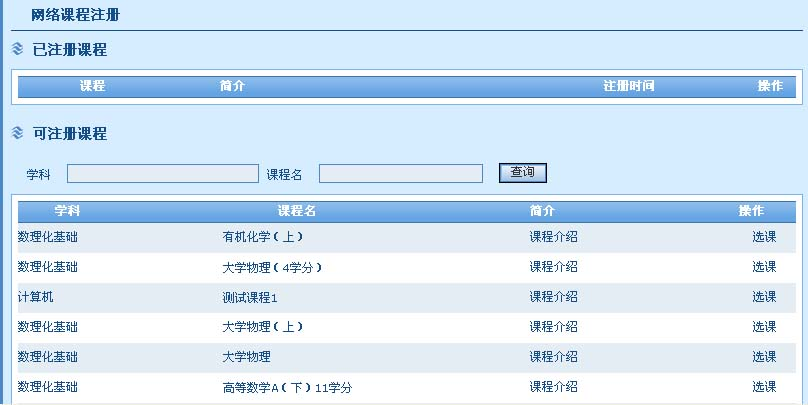 网络课程注册
已注册课程
课程 简介 注册时间 操作
可注册课程
学科 课程名 查询
学科 课程名 简介 操作
数理化基础 有机化学（上） 课程介绍 选课
数理化基础 大学物理（4学分） 课程介绍 选课
计算机 测试课程1 课程介绍 选课
数理化基础 大学物理（上） 课程介绍 选课
数理化基础 大学物理 课程介绍 选课
数理化基础 高等数学A（下）11学分 课程介绍 选课